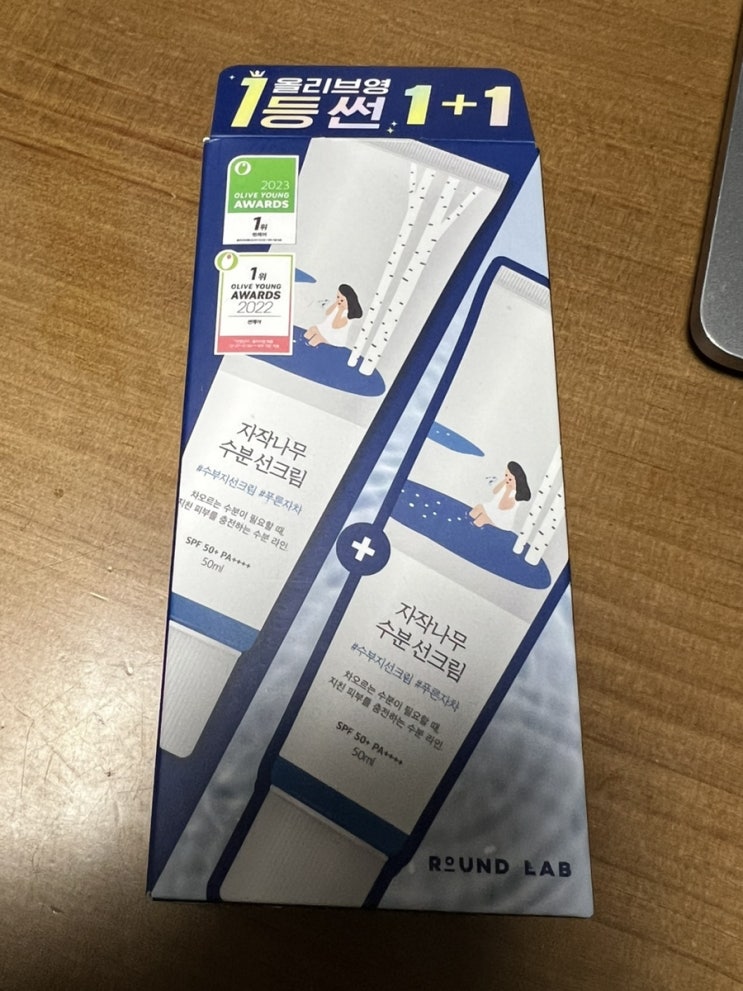 올리브영
1등 썬 1+1
2023
OLIVE YOUNG
AWARDS
1위
썬케어
1위
OLIVE YOUNG
AWARDS
2022
썬케어
자작나무
수분 선크림
#수부지선크림 #푸른자차
차오르는 수분이 필요할 때,
지친 피부를 충전하는 수분 라인.
SPF 50+ PA++++
50ml
+
자작나무
수분 선크림
#수부지선크림 #푸른자차
차오르는 수분이 필요할 때,
지친 피부를 충전하는 수분 라인.
SPF 50+ PA++++
50ml
ROUND LAB